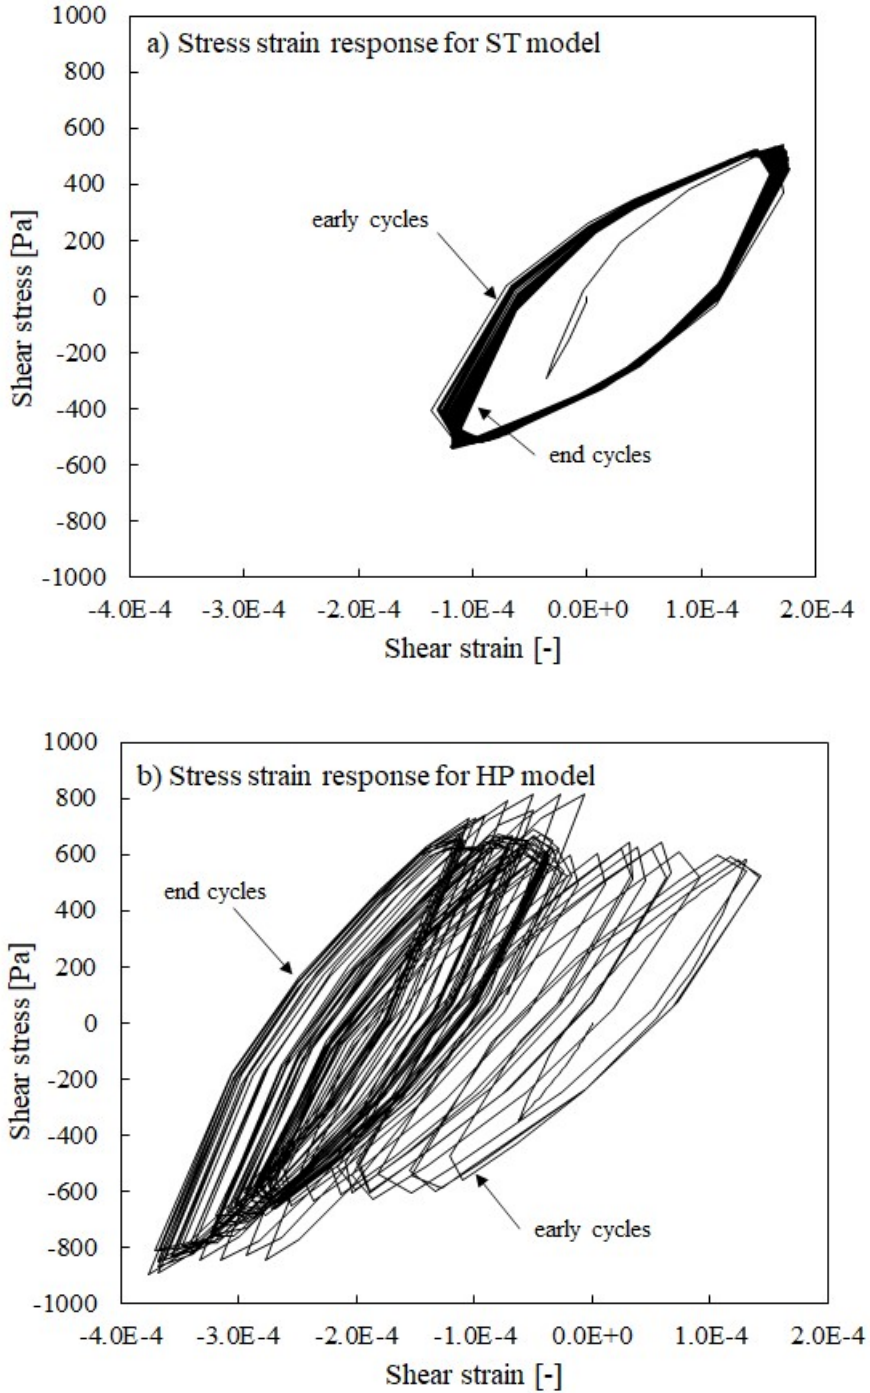 a) Stress strain response for ST model
1000
800
600
400
200
0
-200
-400
-600
-800
-1000
Shear stress [Pa]
early cycles
end cycles
-4.0E-4 -3.0E-4 -2.0E-4 -1.0E-4 0.0E+0 1.0E-4 2.0E-4
Shear strain [-]
b) Stress strain response for HP model
1000
800
600
400
200
0
-200
-400
-600
-800
-1000
Shear stress [Pa]
end cycles
early cycles
-4.0E-4 -3.0E-4 -2.0E-4 -1.0E-4 0.0E+0 1.0E-4 2.0E-4
Shear strain [-]